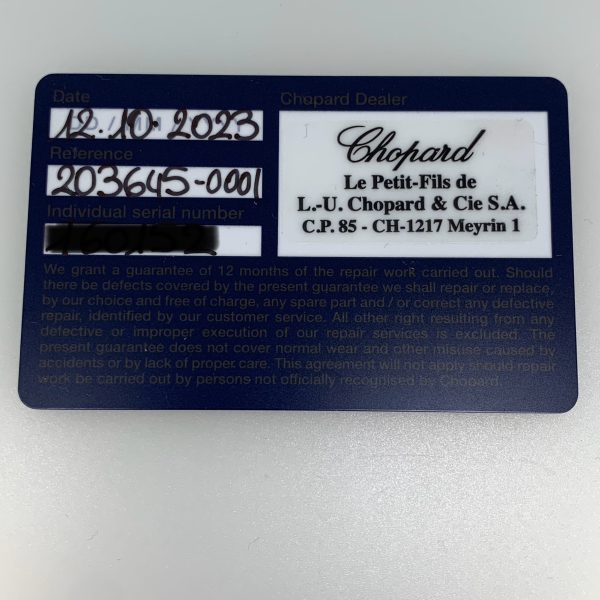 Date
12.10.2023
Reference
203645-0001
Individual serial number
Chopard Dealer
Chopard
Le Petit-Fils de
L.-U. Chopard & Cie S.A.
C.P. 85 - CH-1217 Meyrin 1
We grant a guarantee of 12 months of the repair work carried out. Should
there be defects covered by the present guarantee we shall repair or replace,
by our choice and free of charge, any spare part and / or correct any defective
repair, identified by our customer service. All other right resulting from any
defective or improper execution of our repair services is excluded. The
present guarantee does not cover normal wear and other misuse caused by
accidents or by lack of proper care. This agreement will not apply should repair
work be carried out by persons not officially recognised by Chopard.